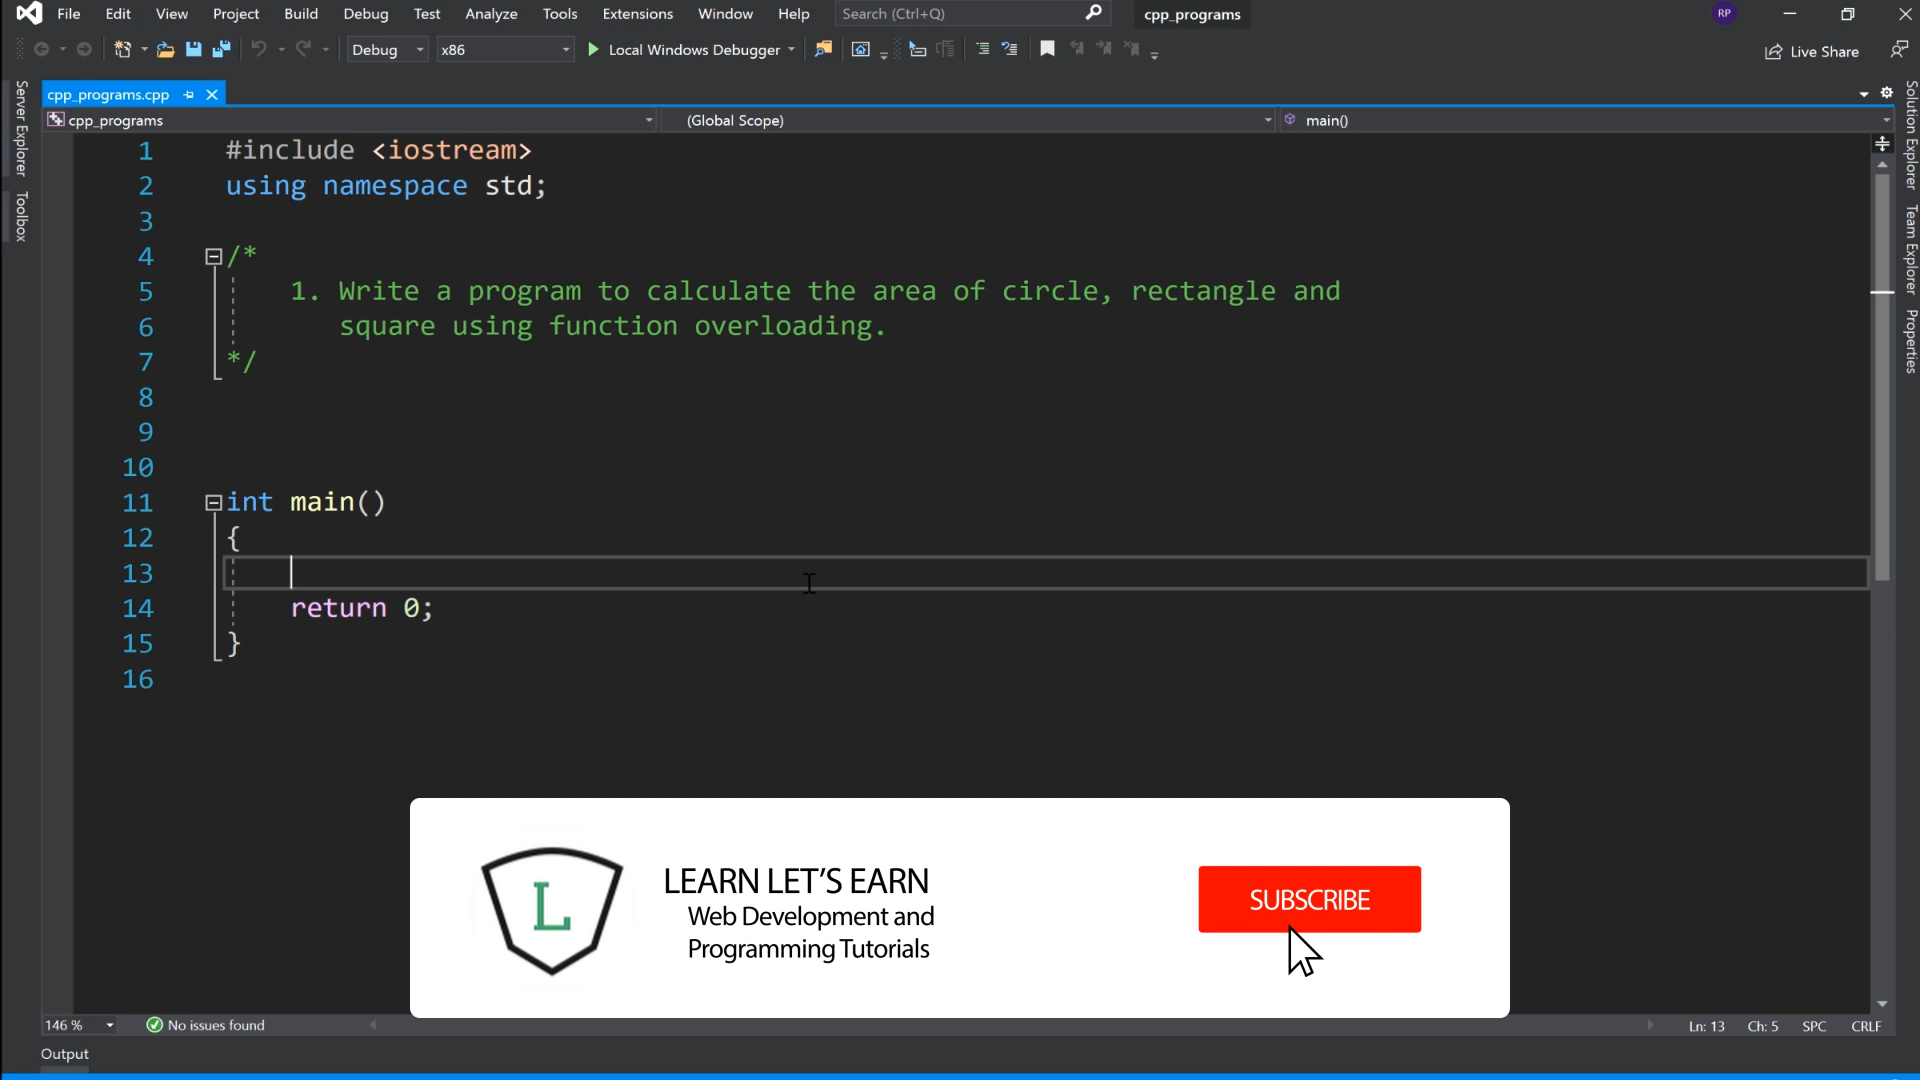 File Edit View Project Build Debug Test Analyze Tools Extensions Window Help Search (Ctrl+Q) cpp_programs RP
Debug x86 Local Windows Debugger Live Share
cpp_programs.cpp
cpp_programs (Global Scope) main()
Server Explorer
Toolbox
Solution Explorer
Team Explorer
Properties
1 #include <iostream>
2 using namespace std;
3
4 /*
5 1. Write a program to calculate the area of circle, rectangle and
6 square using function overloading.
7 */
8
9
10
11 int main()
12 {
13
14 return 0;
15 }
16
LEARN LET'S EARN
Web Development and
Programming Tutorials
SUBSCRIBE
L
146 % No issues found Ln: 13 Ch: 5 SPC CRLF
Output